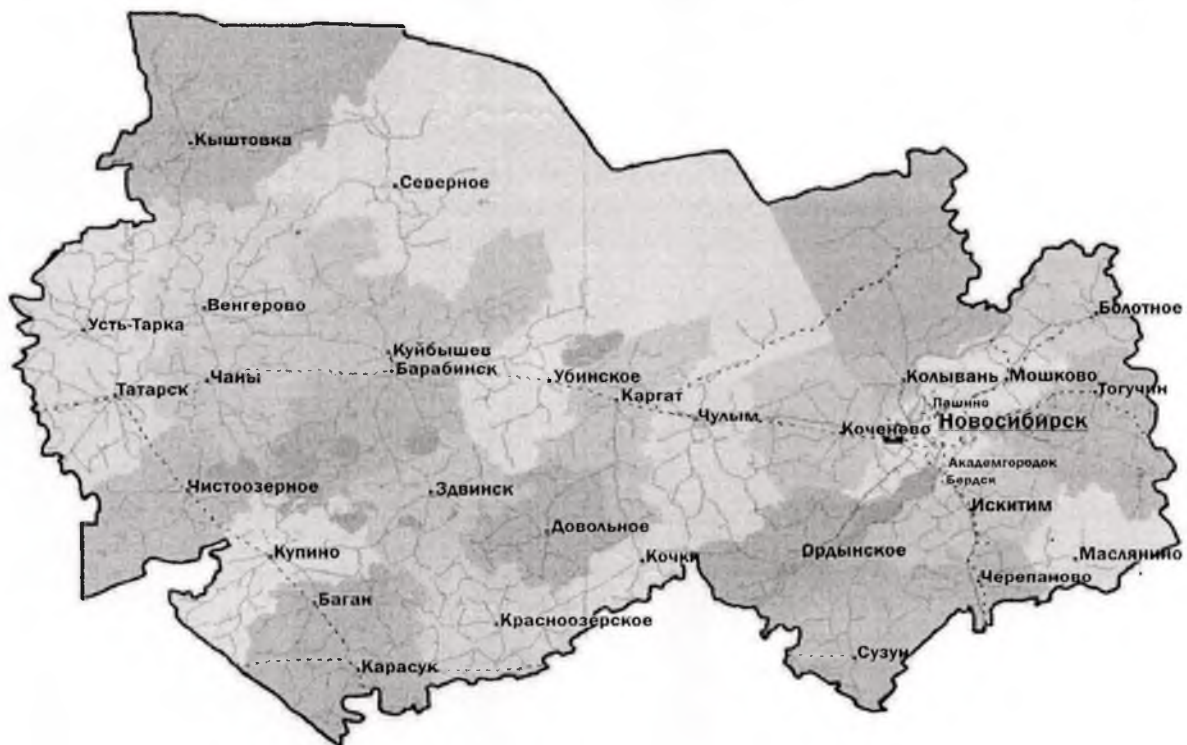 Кыштовка
Северное
Венгерово
Усть-Тарка
Болотное
Куйбышев
Барабинск
Чаны
Убинское
Татарск
Каргат
Колывань
Мошково
Тогучин
Пашино
Чулым
Коченево
Новосибирск
Академгородок
Бердск
Чистоозерное
Здвинск
Искитим
Довольное
Ордынское
Купино
Кочки
Маслянино
Черепаново
Баган
Красноозерское
Сузун
Карасук